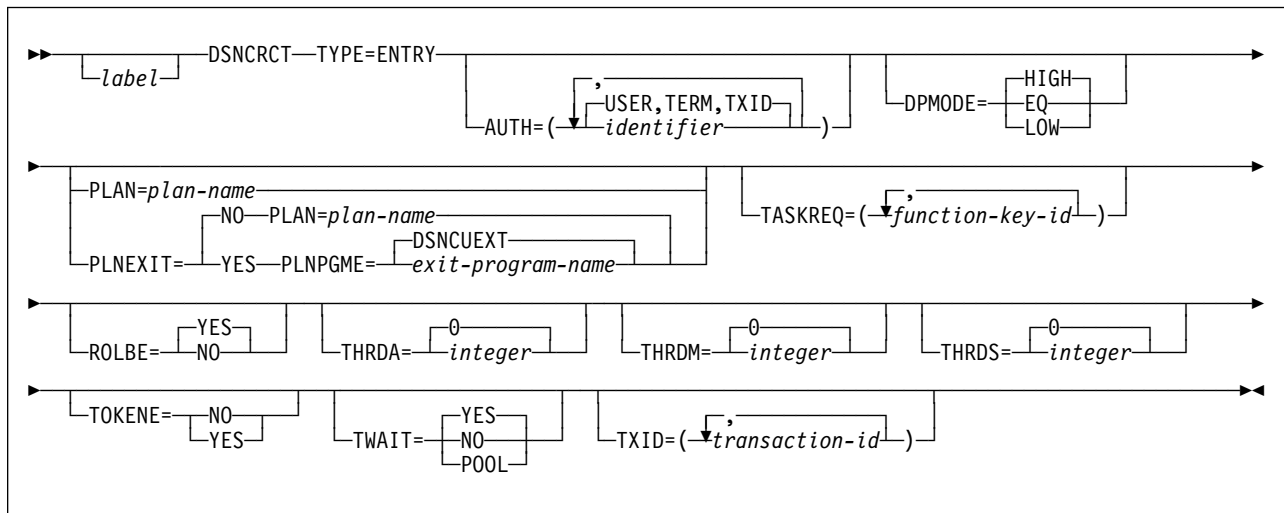 DSNCRCT TYPE=ENTRY
label
,
HIGH
USER,TERM,TXID
DPMODE= EQ
AUTH=( identifier )
LOW
PLAN=plan-name
,
NO PLAN=plan-name
TASKREQ=( function-key-id )
DSNCUEXT
PLNEXIT= YES PLNPGME= exit-program-name
YES
0
0
0
ROLBE= NO
THRDA= integer
THRDM= integer
THRDS= integer
TOKENE= NO
YES
YES
TWAIT= NO
POOL
,
TXID=( transaction-id )